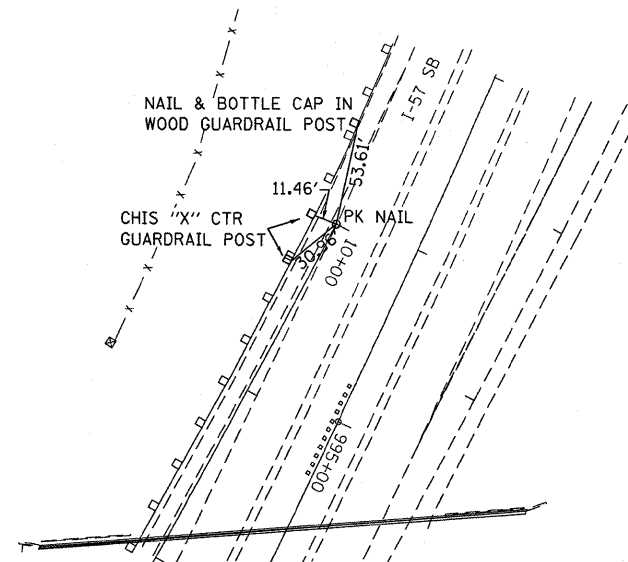 NAIL & BOTTLE CAP IN
WOOD GUARDRAIL POST
I-57 SB
53.61'
11.46'
CHIS "X" CTR
GUARDRAIL POST
PK NAIL
30.96'
10+00
995+00